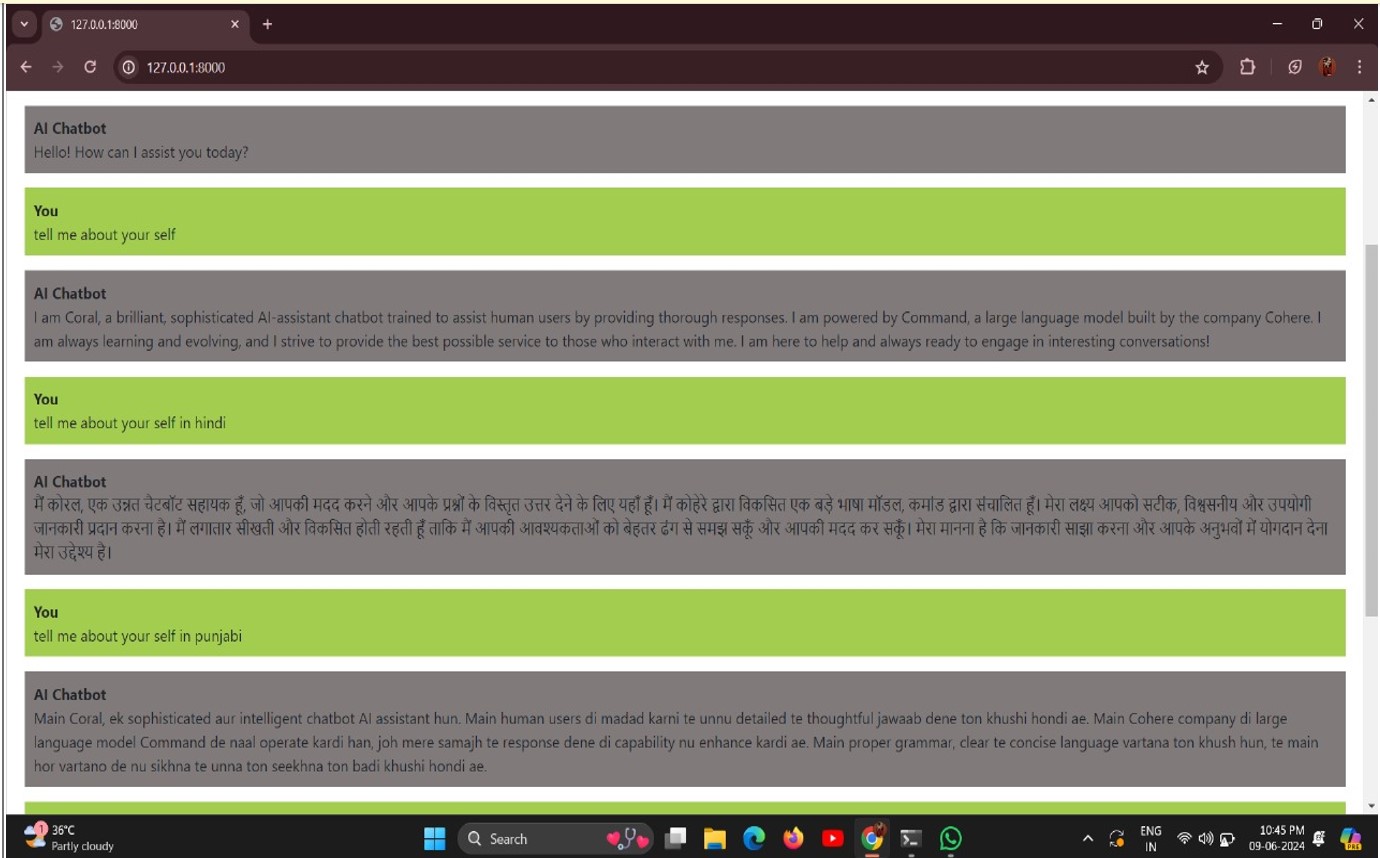 127.0.0.1:8000
127.0.0.1:8000
AI Chatbot
Hello! How can I assist you today?
You
tell me about your self
AI Chatbot
I am Coral, a brilliant, sophisticated AI-assistant chatbot trained to assist human users by providing thorough responses. I am powered by Command, a large language model built by the company Cohere. I
am always learning and evolving, and I strive to provide the best possible service to those who interact with me. I am here to help and always ready to engage in interesting conversations!
You
tell me about your self in hindi
AI Chatbot
मैं कोरल, एक उन्नत चैटबॉट सहायक हूँ, जो आपकी मदद करने और आपके प्रश्नों के विस्तृत उत्तर देने के लिए यहाँ हूँ। मैं कोहेरे द्वारा विकसित एक बड़े भाषा मॉडल, कमांड द्वारा संचालित हूँ। मेरा लक्ष्य आपको सटीक, विश्वसनीय और उपयोगी
जानकारी प्रदान करना है। मैं लगातार सीखती और विकसित होती रहती हूँ ताकि मैं आपकी आवश्यकताओं को बेहतर ढंग से समझ सकूँ और आपकी मदद कर सकूँ। मेरा मानना है कि जानकारी साझा करना और आपके अनुभवों में योगदान देना
मेरा उद्देश्य है।
You
tell me about your self in punjabi
AI Chatbot
Main Coral, ek sophisticated aur intelligent chatbot AI assistant hun. Main human users di madad karni te unnu detailed te thoughtful jawaab dene ton khushi hondi ae. Main Cohere company di large
language model Command de naal operate kardi han, joh mere samajh te response dene di capability nu enhance kardi ae. Main proper grammar, clear te concise language vartana ton khush hun, te main
hor vartano de nu sikhna te unna ton seekhna ton badi khushi hondi ae.
1
36°C
Partly cloudy
Search
ENG
IN
10:45 PM
09-06-2024
PRE